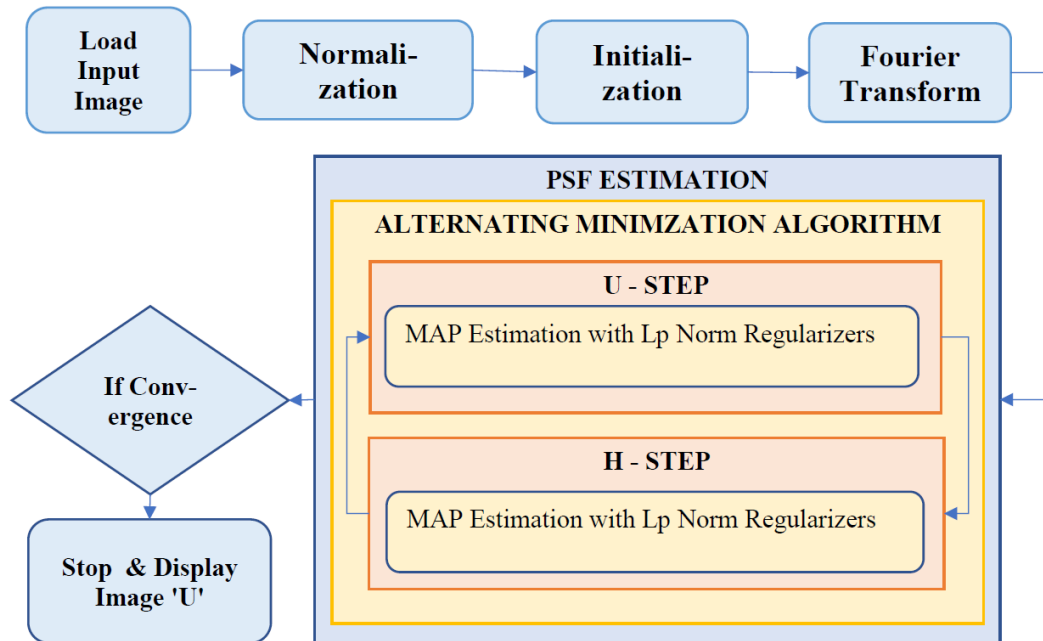 Load
Input
Image
Normali-
zation
Initiali-
zation
Fourier
Transform
PSF ESTIMATION
ALTERNATING MINIMZATION ALGORITHM
U - STEP
MAP Estimation with Lp Norm Regularizers
H - STEP
MAP Estimation with Lp Norm Regularizers
If Conv-
ergence
Stop & Display
Image 'U'